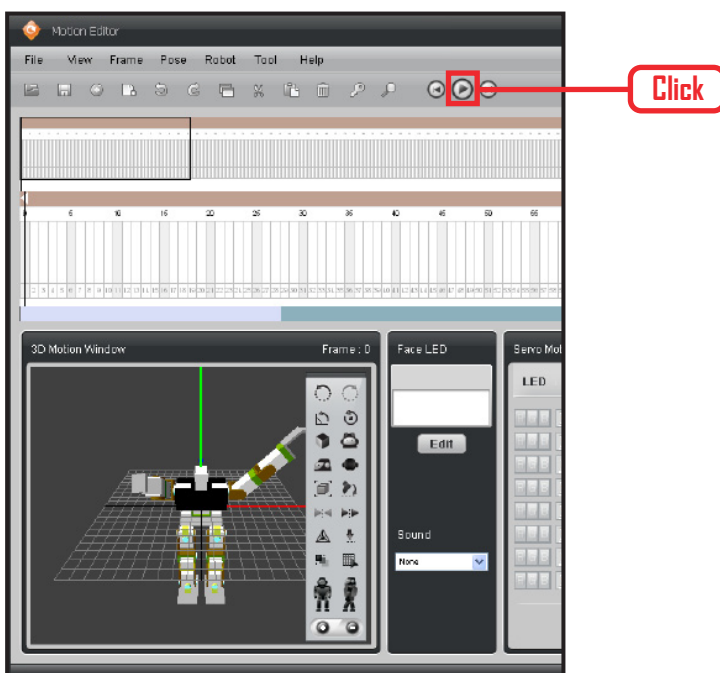 Motion Editor
File View Frame Pose Robot Tool Help
Click
0 5 10 15 20 25 30 35 40 45 50 55
3D Motion Window Frame : 0
Face LED
Servo Mot
LED
Edit
Sound
None